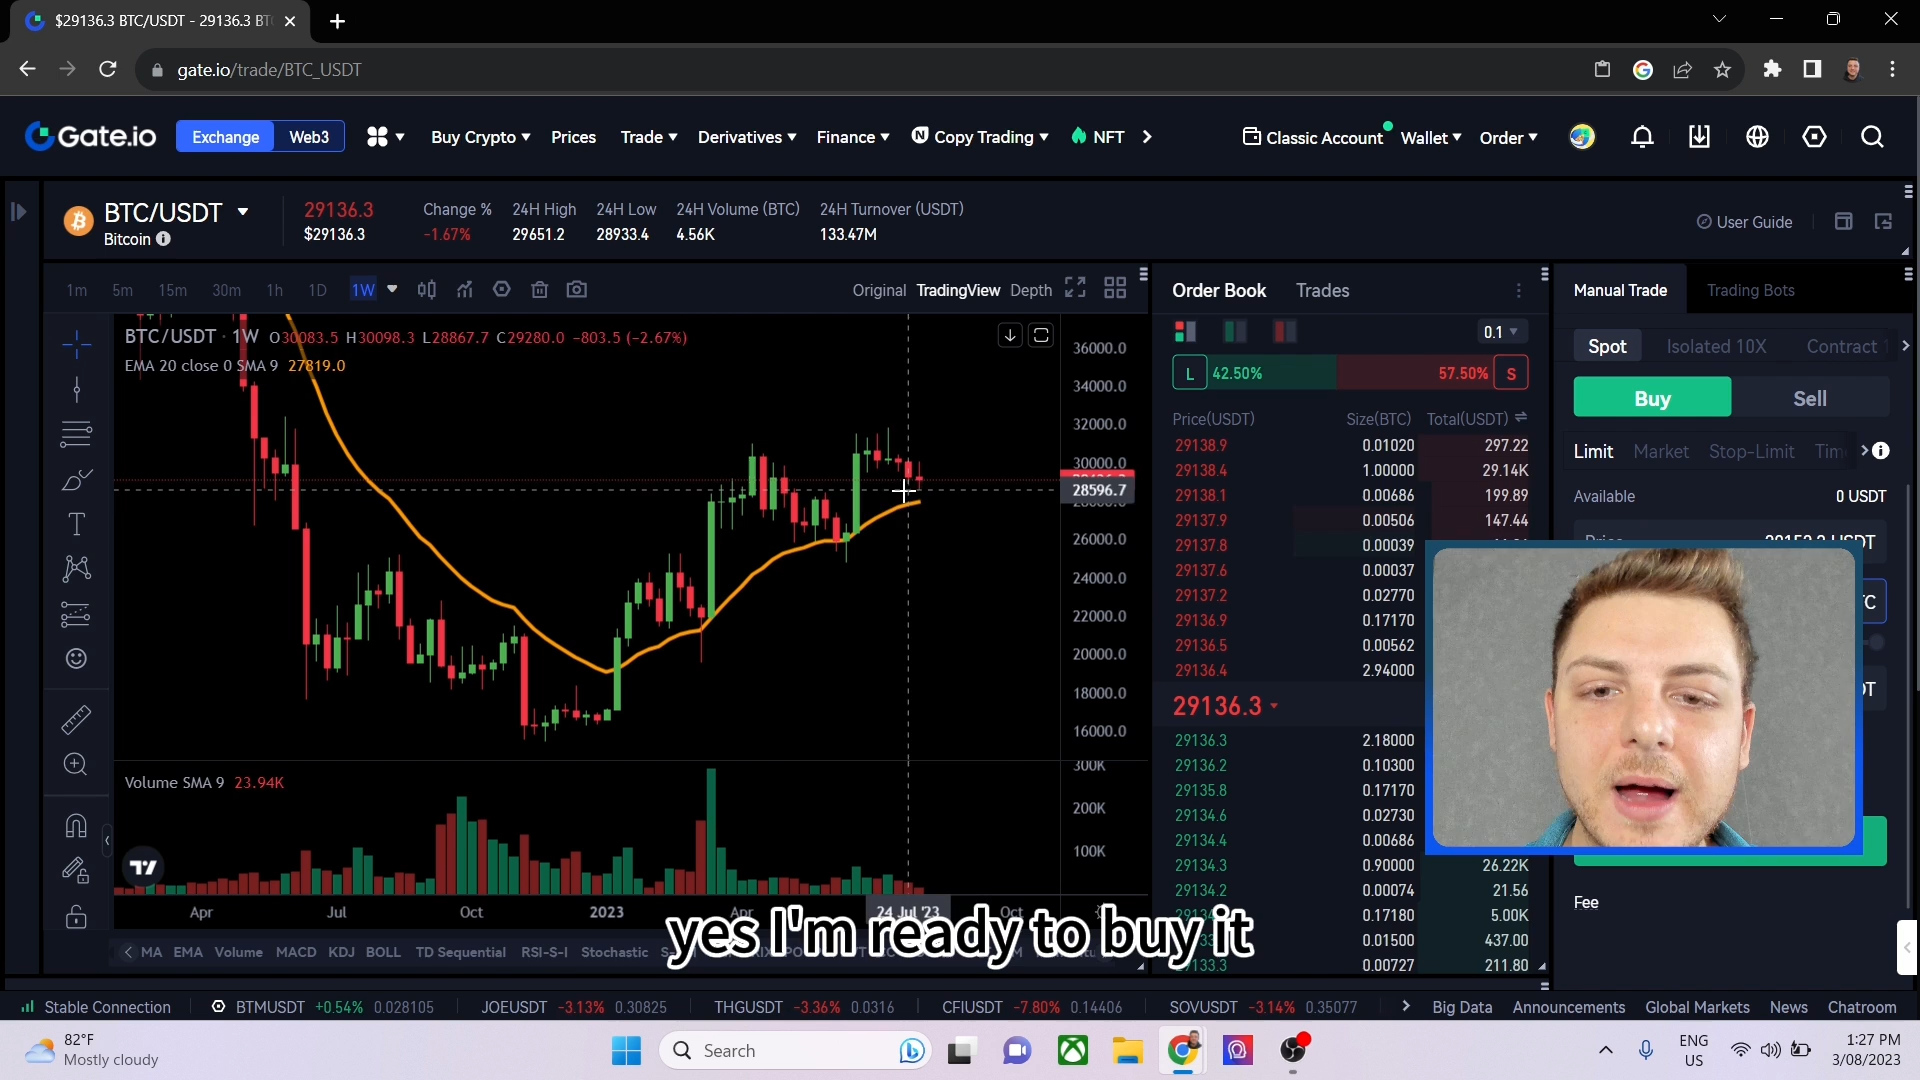 $29136.3 BTC/USDT - 29136.3 BT
gate.io/trade/BTC_USDT
Gate.io Exchange Web3 Buy Crypto Prices Trade Derivatives Finance Copy Trading NFT Classic Account Wallet Order
BTC/USDT 29136.3 Change % 24H High 24H Low 24H Volume (BTC) 24H Turnover (USDT)
Bitcoin $29136.3 -1.67% 29651.2 28933.4 4.56K 133.47M User Guide
1m 5m 15m 30m 1h 1D 1W Original TradingView Depth
BTC/USDT · 1W O30083.5 H30098.3 L28867.7 C29280.0 -803.5 (-2.67%)
EMA 20 close 0 SMA 9 27819.0
36000.0
34000.0
32000.0
30000.0
28596.7
26000.0
24000.0
22000.0
20000.0
18000.0
16000.0
Volume SMA 9 23.94K
300K
200K
100K
Apr Jul Oct 2023 Apr 24 Jul '23 Oct
MA EMA Volume MACD KDJ BOLL TD Sequential RSI-S-I Stochastic
yes I'm ready to buy it
Order Book Trades
0.1
L 42.50% 57.50% S
Price(USDT) Size(BTC) Total(USDT)
29138.9 0.01020 297.22
29138.4 1.00000 29.14K
29138.1 0.00686 199.89
29137.9 0.00506 147.44
29137.8 0.00039
29137.6 0.00037
29137.2 0.02770
29136.9 0.17170
29136.5 0.00562
29136.4 2.94000
29136.3
29136.3 2.18000
29136.2 0.10300
29135.8 0.17170
29134.6 0.02730
29134.4 0.00686
29134.3 0.90000 26.22K
29134.2 0.00074 21.56
0.17180 5.00K
0.01500 437.00
0.00727 211.80
Manual Trade Trading Bots
Spot Isolated 10X Contract
Buy Sell
Limit Market Stop-Limit Tim
Available 0 USDT
Fee
Stable Connection BTMUSDT +0.54% 0.028105 JOEUSDT -3.13% 0.30825 THGUSDT -3.36% 0.0316 CFIUSDT -7.80% 0.14406 SOVUSDT -3.14% 0.35077 Big Data Announcements Global Markets News Chatroom
82°F
Mostly cloudy
Search
ENG
US
1:27 PM
3/08/2023